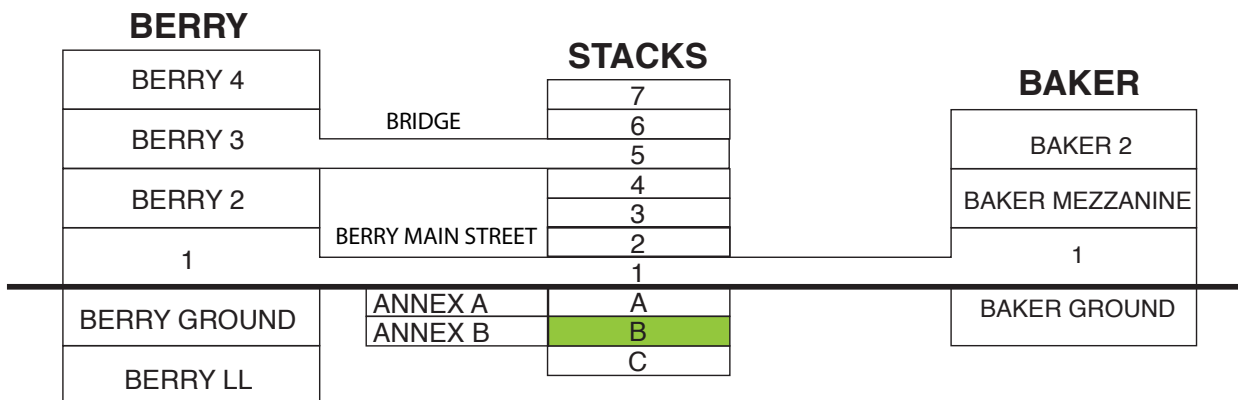 BERRY
BERRY 4
BERRY 3
BERRY 2
1
BERRY GROUND
BERRY LL
BRIDGE
BERRY MAIN STREET
ANNEX A
ANNEX B
STACKS
7
6
5
4
3
2
1
A
B
C
BAKER
BAKER 2
BAKER MEZZANINE
1
BAKER GROUND